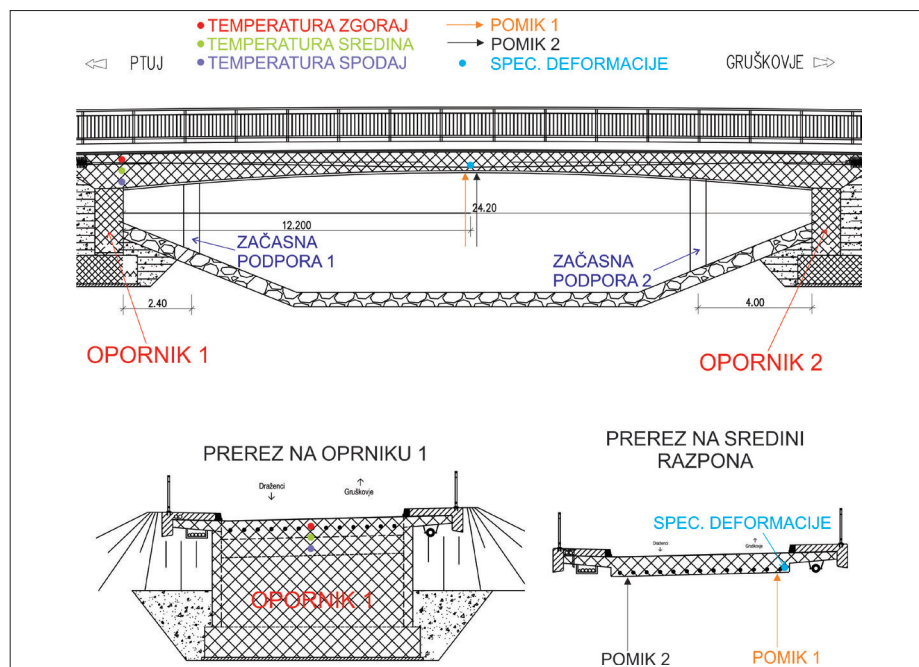 TEMPERATURA ZGORAJ
POMIK 1
TEMPERATURA SREDINA
POMIK 2
PTUJ
TEMPERATURA SPODAJ
SPEC. DEFORMACIJE
GRUŠKOVJE
24.20
12.200
ZAČASNA
PODPORA 1
ZAČASNA
PODPORA 2
2.40
4.00
OPORNIK 1
OPORNIK 2
PREREZ NA OPRNIKU 1
PREREZ NA SREDINI
RAZPONA
Draženci
Gruškovje
SPEC. DEFORMACIJE
Draženci
Gruškovje
OPORNIK 1
POMIK 2
POMIK 1